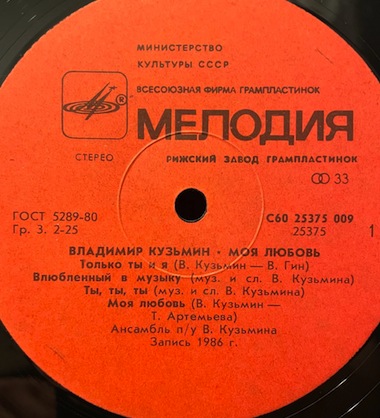 МИНИСТЕРСТВО
КУЛЬТУРЫ СССР
ВСЕСОЮЗНАЯ ФИРМА ГРАМПЛАСТИНОК
® МЕЛОДИЯ
СТЕРЕО РИЖСКИЙ ЗАВОД ГРАМПЛАСТИНОК
33
ГОСТ 5289-80 С60 25375 009
Гр. 3. 2-25 25375 1
ВЛАДИМИР КУЗЬМИН · МОЯ ЛЮБОВЬ
Только ты и я (В. Кузьмин — В. Гин)
Влюбленный в музыку (муз. и сл. В. Кузьмина)
Ты, ты, ты (муз. и сл. В. Кузьмина)
Моя любовь (В. Кузьмин —
Т. Артемьева)
Ансамбль п/у В. Кузьмина
Запись 1986 г.